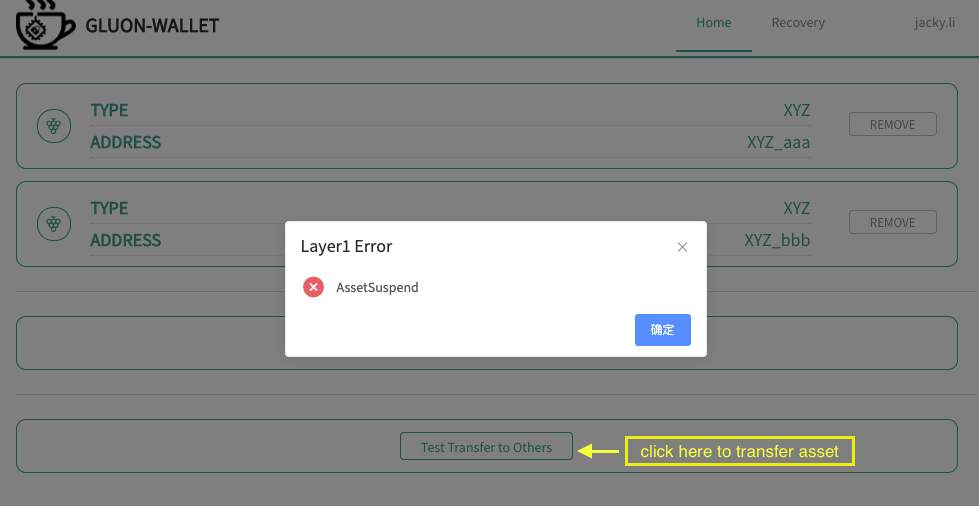 GLUON-WALLET
Home
Recovery
jacky.li
TYPE
XYZ
REMOVE
ADDRESS
XYZ_aaa
TYPE
XYZ
REMOVE
ADDRESS
XYZ_bbb
Layer1 Error
AssetSuspend
确定
Test Transfer to Others
click here to transfer asset